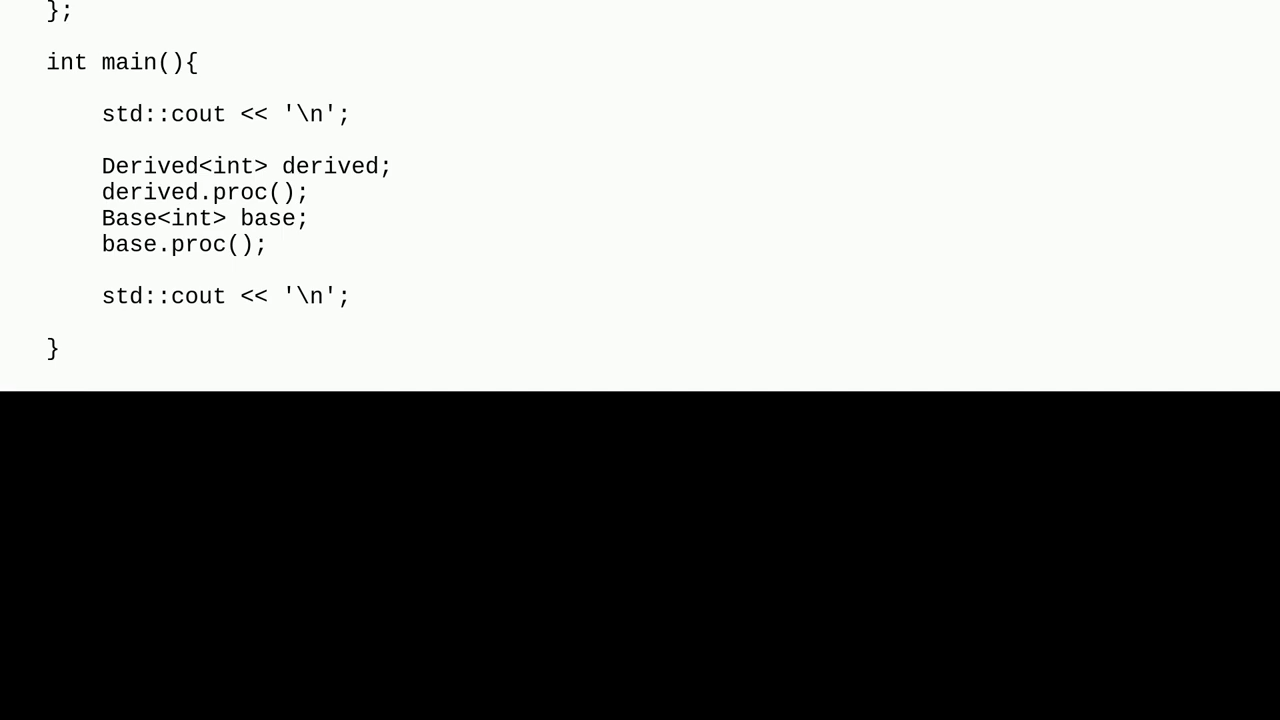 };
int main(){
std::cout << '\n';
Derived<int> derived;
derived.proc();
Base<int> base;
base.proc();
std::cout << '\n';
}